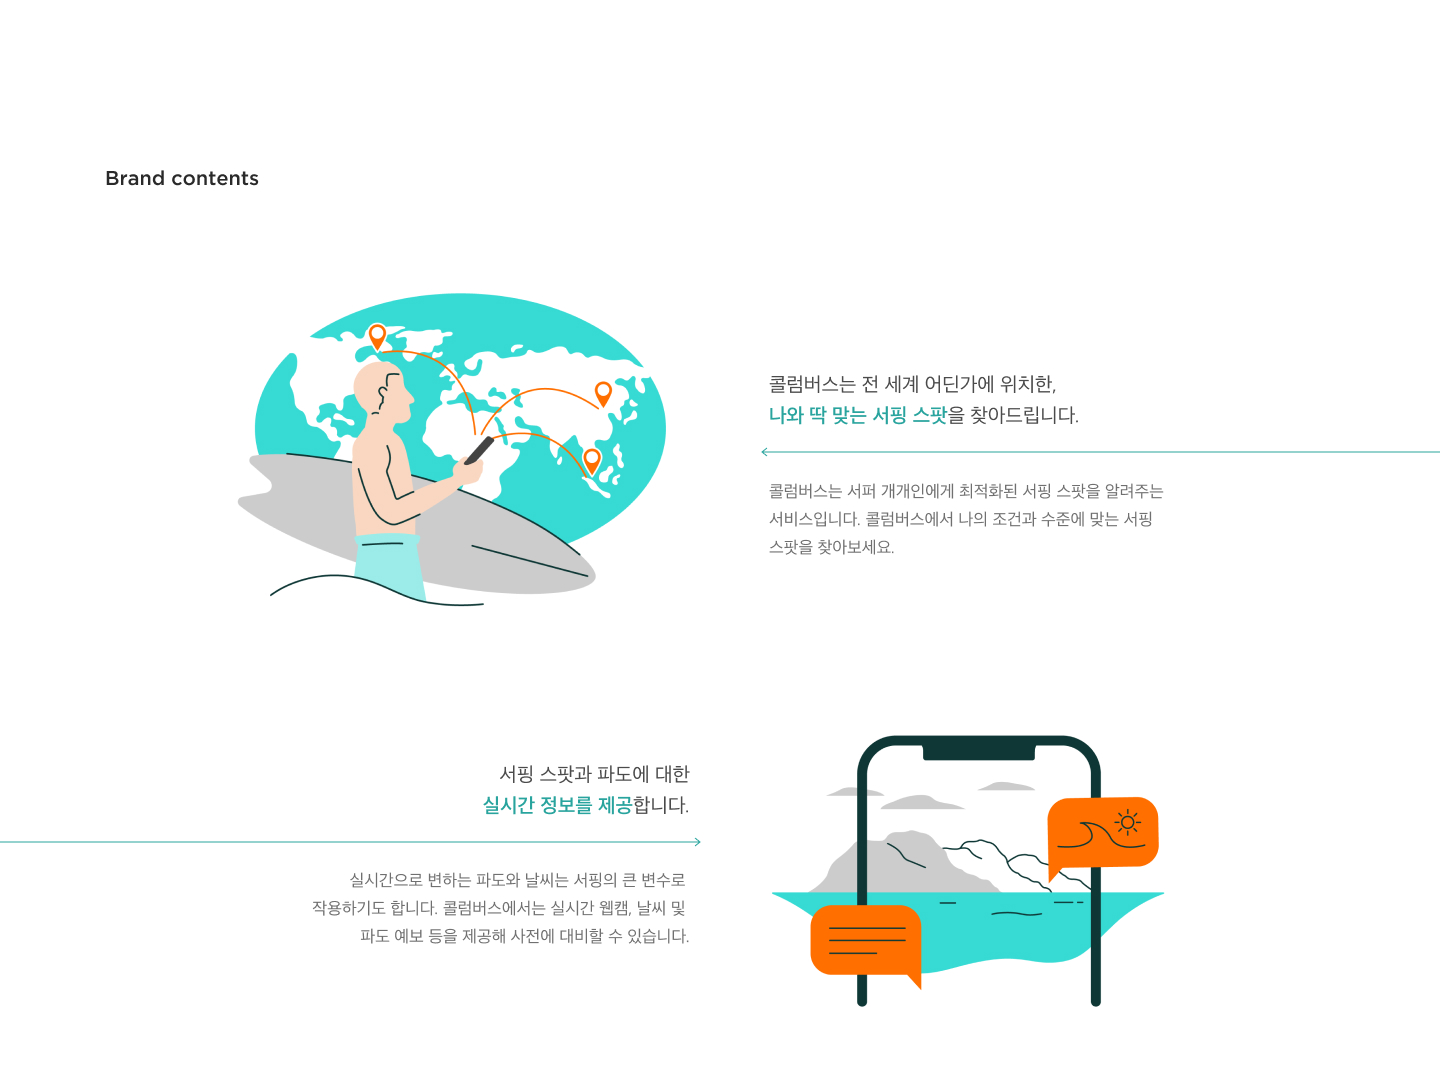 Brand contents
콜럼버스는 전 세계 어딘가에 위치한,
나와 딱 맞는 서핑 스팟을 찾아드립니다.
콜럼버스는 서퍼 개개인에게 최적화된 서핑 스팟을 알려주는
서비스입니다. 콜럼버스에서 나의 조건과 수준에 맞는 서핑
스팟을 찾아보세요.
서핑 스팟과 파도에 대한
실시간 정보를 제공합니다.
실시간으로 변하는 파도와 날씨는 서핑의 큰 변수로
작용하기도 합니다. 콜럼버스에서는 실시간 웹캠, 날씨 및
파도 예보 등을 제공해 사전에 대비할 수 있습니다.